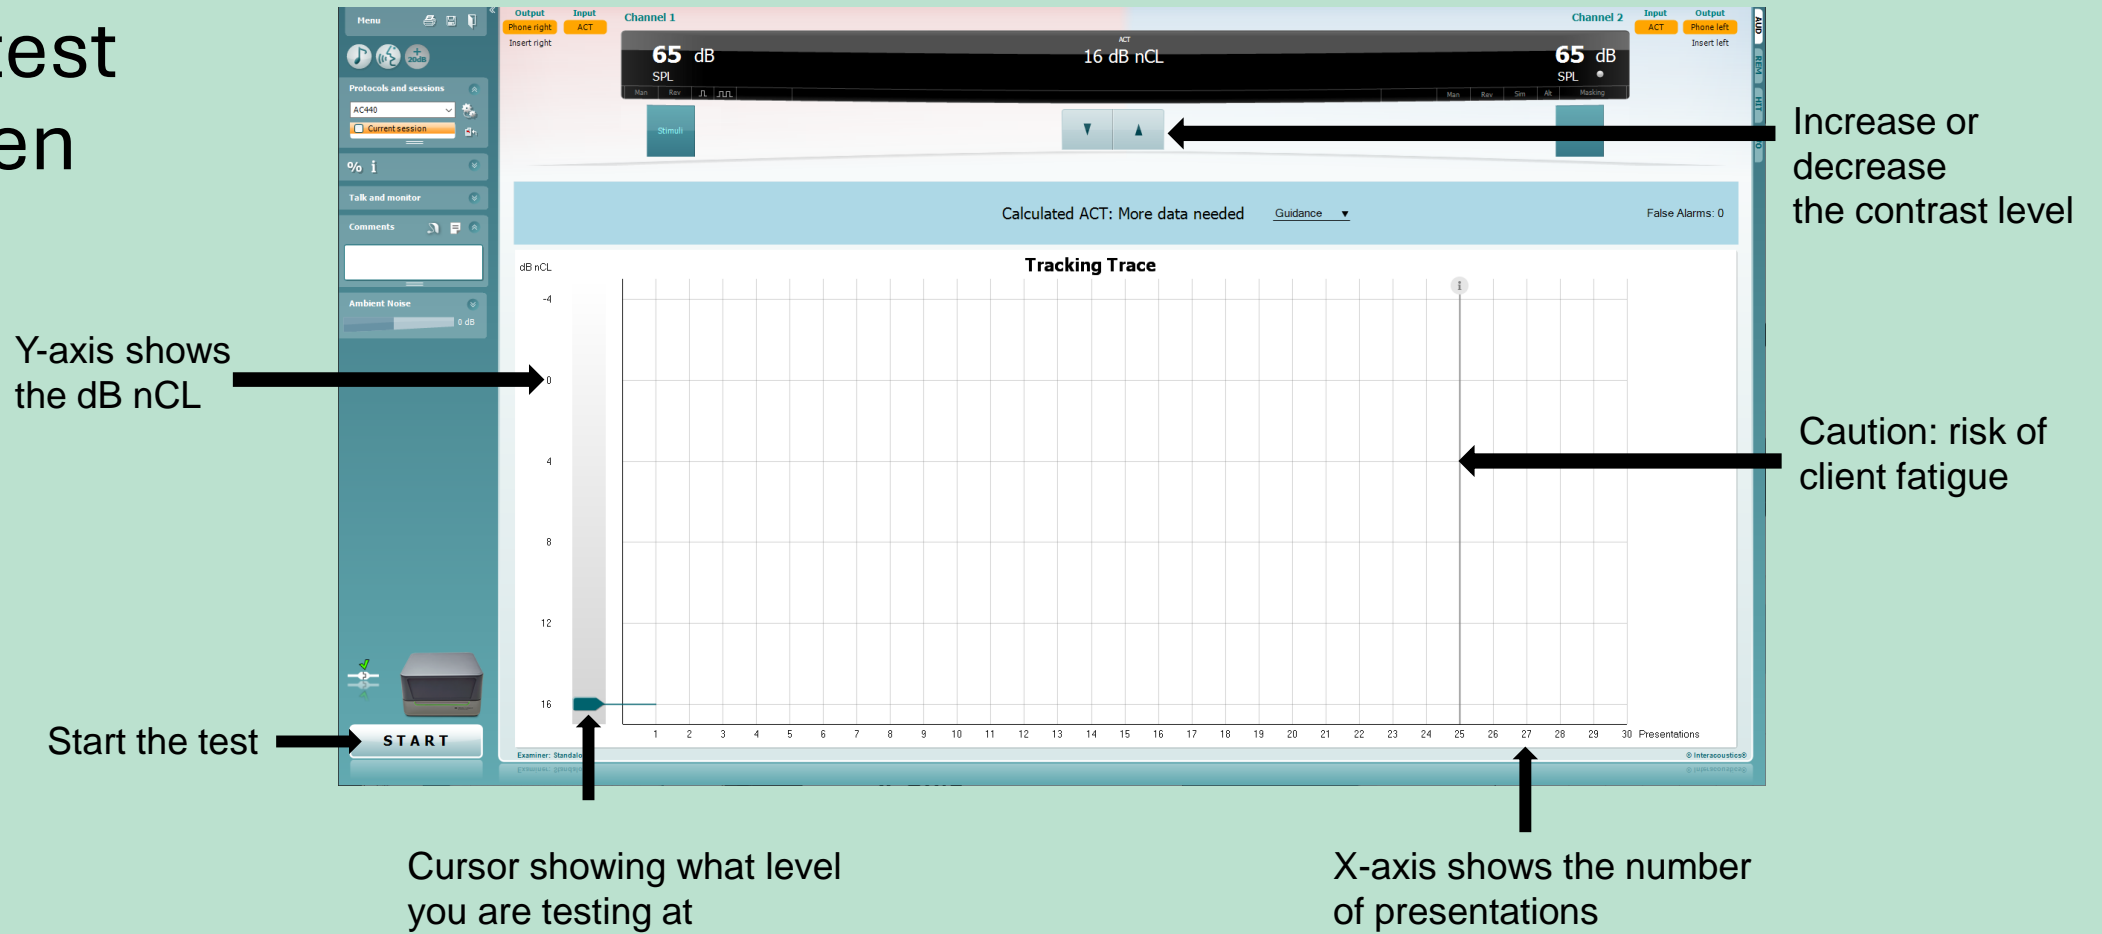 est
en
Menu
Output Input
Phone right ACT
Insert right
Channel 1
Channel 2
Input Output
ACT Phone left
Insert left
65 dB
SPL
ACT
16 dB nCL
65 dB
SPL
Man Rev
Man Rev Sim Alt Masking
Stimuli
AUD
REM
HIT
20dB
Protocols and sessions
AC440
Current session
% i
Talk and monitor
Comments
Ambient Noise
0 dB
Calculated ACT: More data needed Guidance
False Alarms: 0
Tracking Trace
dB nCL
-4
0
4
8
12
16
i
1 2 3 4 5 6 7 8 9 10 11 12 13 14 15 16 17 18 19 20 21 22 23 24 25 26 27 28 29 30 Presentations
START
© Interacoustics®
Increase or
decrease
the contrast level
Y-axis shows
the dB nCL
Caution: risk of
client fatigue
Start the test
Cursor showing what level
you are testing at
X-axis shows the number
of presentations